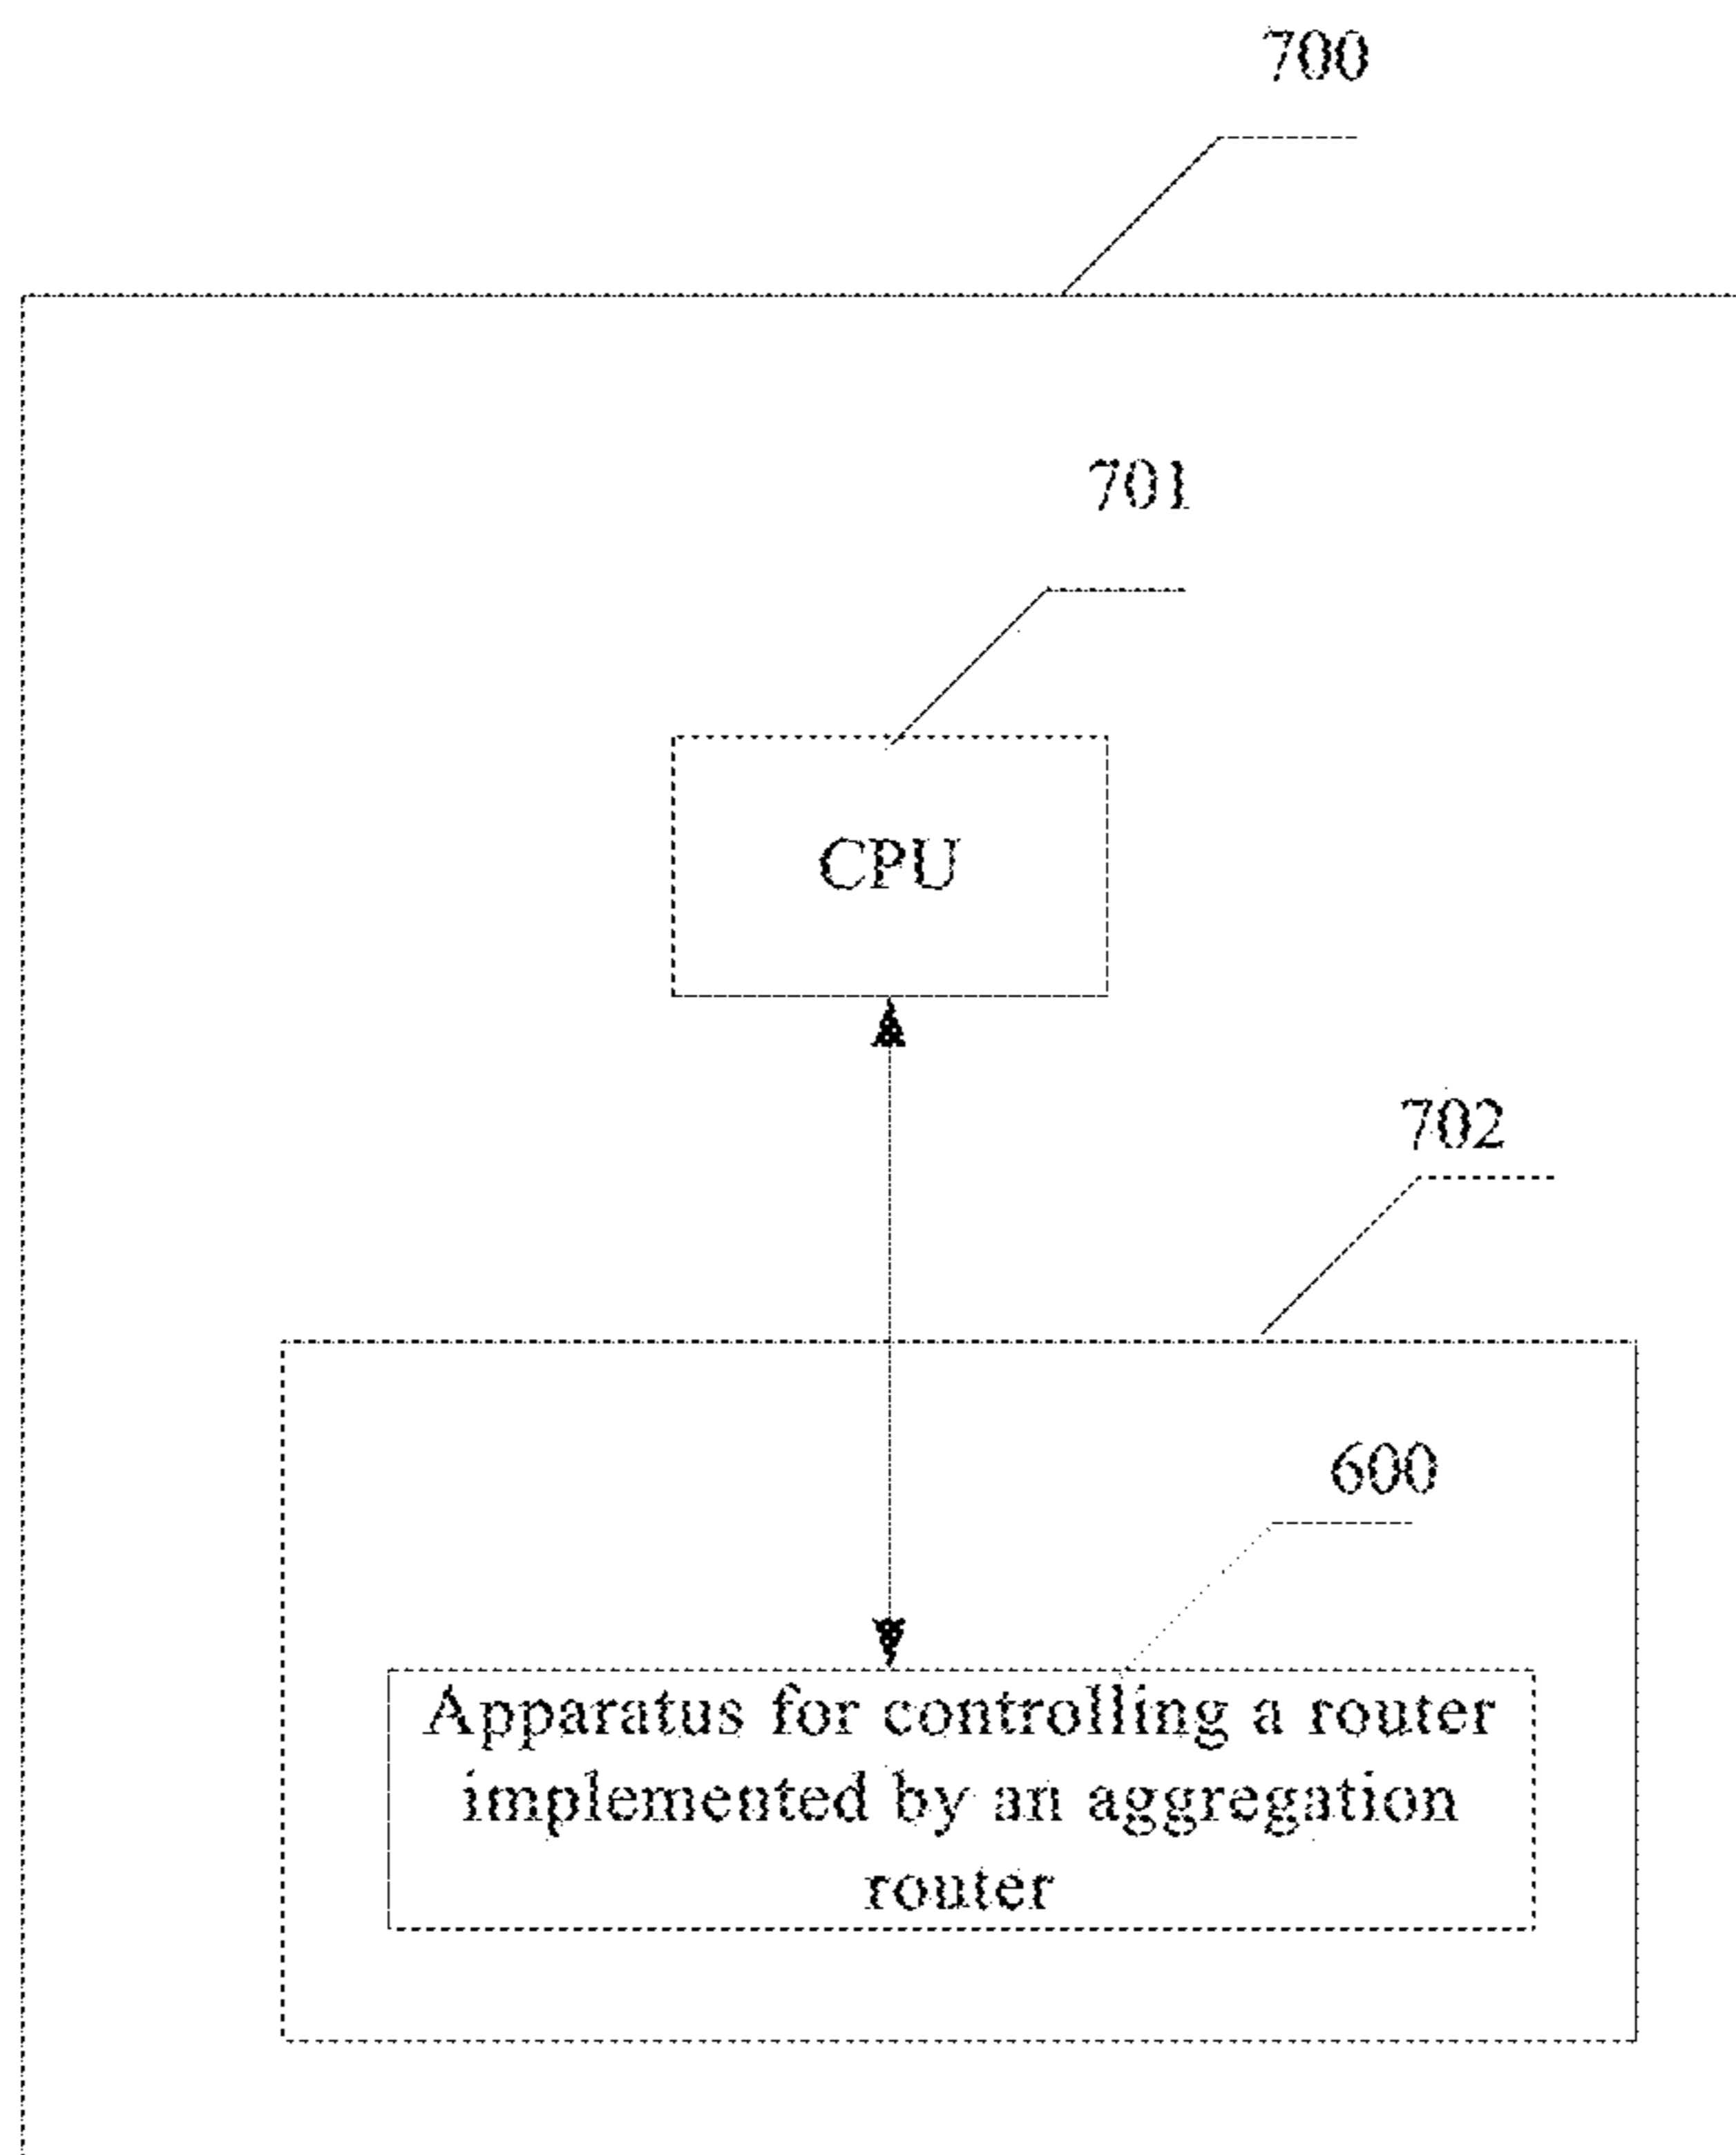 700
701
CPU
702
600
Apparatus for controlling a router
implemented by an aggregation
router